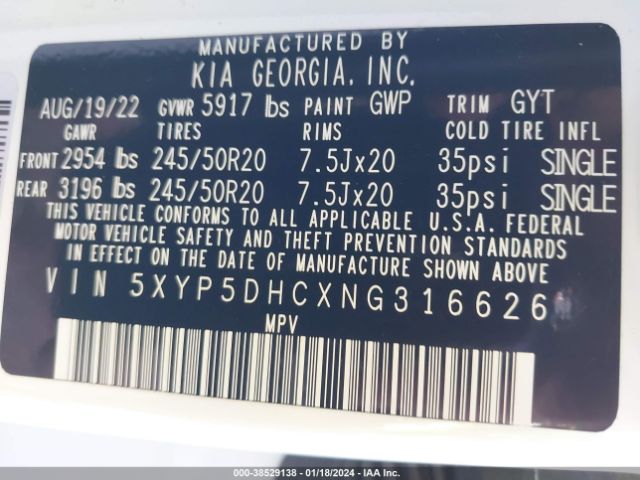 MANUFACTURED BY
KIA GEORGIA. INC.
AUG/19/22 GVWR 5917 lbs PAINT GWP TRIM GYT
GAWR TIRES RIMS COLD TIRE INFL
FRONT 2954 lbs 245/50R20 7.5Jx20 35psi SINGLE
REAR 3196 lbs 245/50R20 7.5Jx20 35psi SINGLE
THIS VEHICLE CONFORMS TO ALL APPLICABLE U.S.A. FEDERAL
MOTOR VEHICLE SAFETY AND THEFT PREVENTION STANDARDS
IN EFFECT ON THE DATE OF MANUFACTURE SHOWN ABOVE
VIN 5XYP5DHCXNG316626
MPV
000-38529138 - 01/18/2024 - IAA Inc.